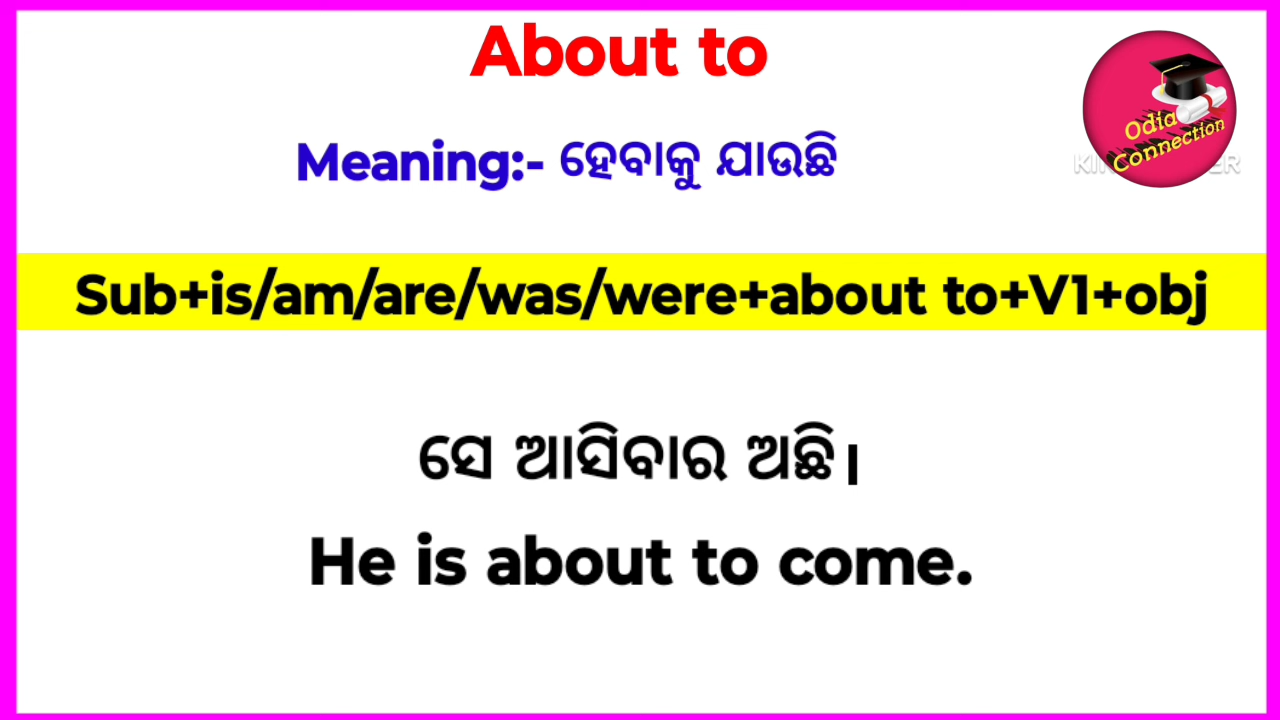 About to
Odia
Connection
Meaning:- ହେବାକୁ ଯାଉଛି
Sub+is/am/are/was/were+about to+V1+obj
ସେ ଆସିବାର ଅଛି।
He is about to come.